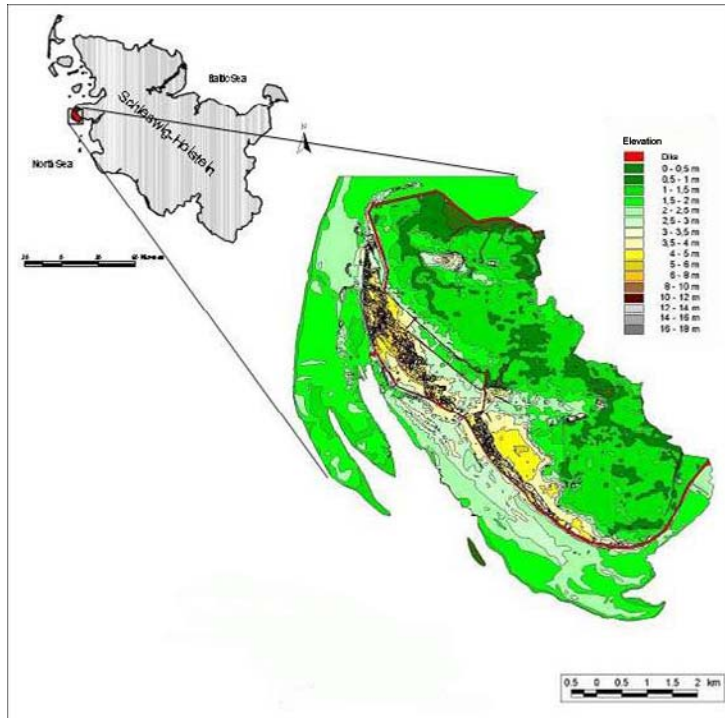 Baltic Sea
Schleswig-Holstein
North Sea
N
Elevation
Dike
0 - 0,5 m
0,5 - 1 m
1 - 1,5 m
1,5 - 2 m
2 - 2,5 m
2,5 - 3 m
3 - 3,5 m
3,5 - 4 m
4 - 5 m
5 - 6 m
6 - 8 m
8 - 10 m
10 - 12 m
12 - 14 m
14 - 16 m
16 - 18 m
0.5 0 0.5 1 1.5 2 km